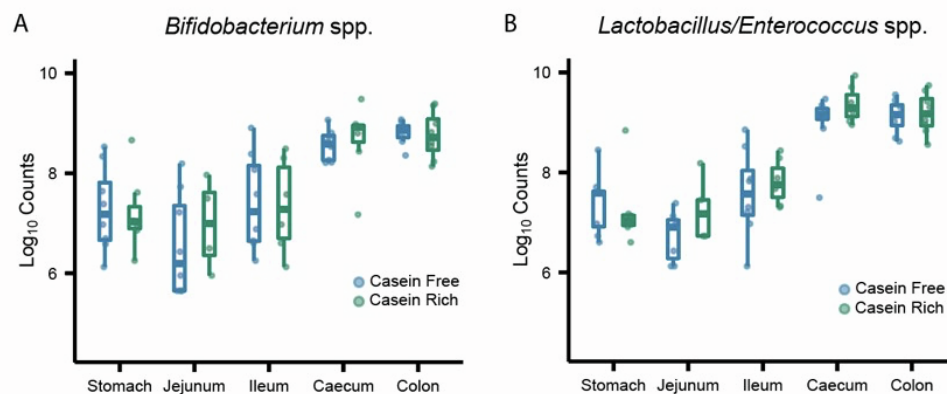 A
Bifidobacterium spp.
Log10 Counts
10
8
6
Casein Free
Casein Rich
Stomach Jejunum Ileum Caecum Colon
B
Lactobacillus/Enterococcus spp.
Log10 Counts
10
8
6
Casein Free
Casein Rich
Stomach Jejunum Ileum Caecum Colon